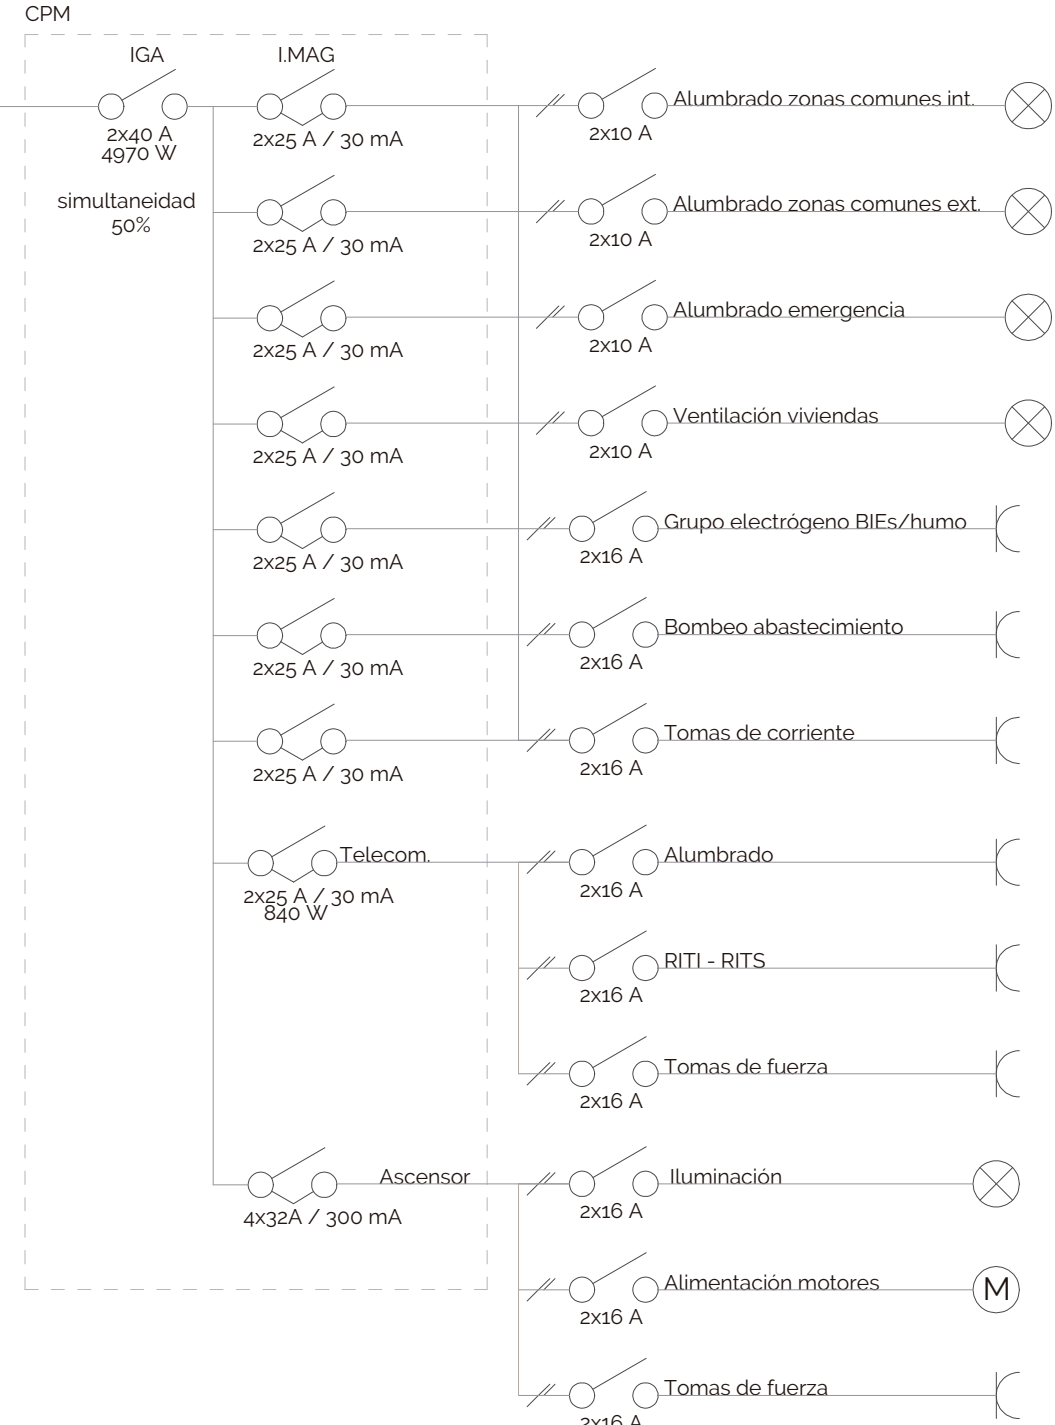 CPM
IGA
I.MAG
2x40 A
4970 W
simultaneidad
50%
2x25 A / 30 mA
2x10 A
Alumbrado zonas comunes int.
2x25 A / 30 mA
2x10 A
Alumbrado zonas comunes ext.
2x25 A / 30 mA
2x10 A
Alumbrado emergencia
2x25 A / 30 mA
2x10 A
Ventilación viviendas
2x25 A / 30 mA
2x16 A
Grupo electrógeno BIEs/humo
2x25 A / 30 mA
2x16 A
Bombeo abastecimiento
2x25 A / 30 mA
2x16 A
Tomas de corriente
Telecom.
2x25 A / 30 mA
840 W
2x16 A
Alumbrado
2x16 A
RITI - RITS
2x16 A
Tomas de fuerza
Ascensor
4x32A / 300 mA
2x16 A
Iluminación
2x16 A
Alimentación motores
M
Tomas de fuerza
2x16 A